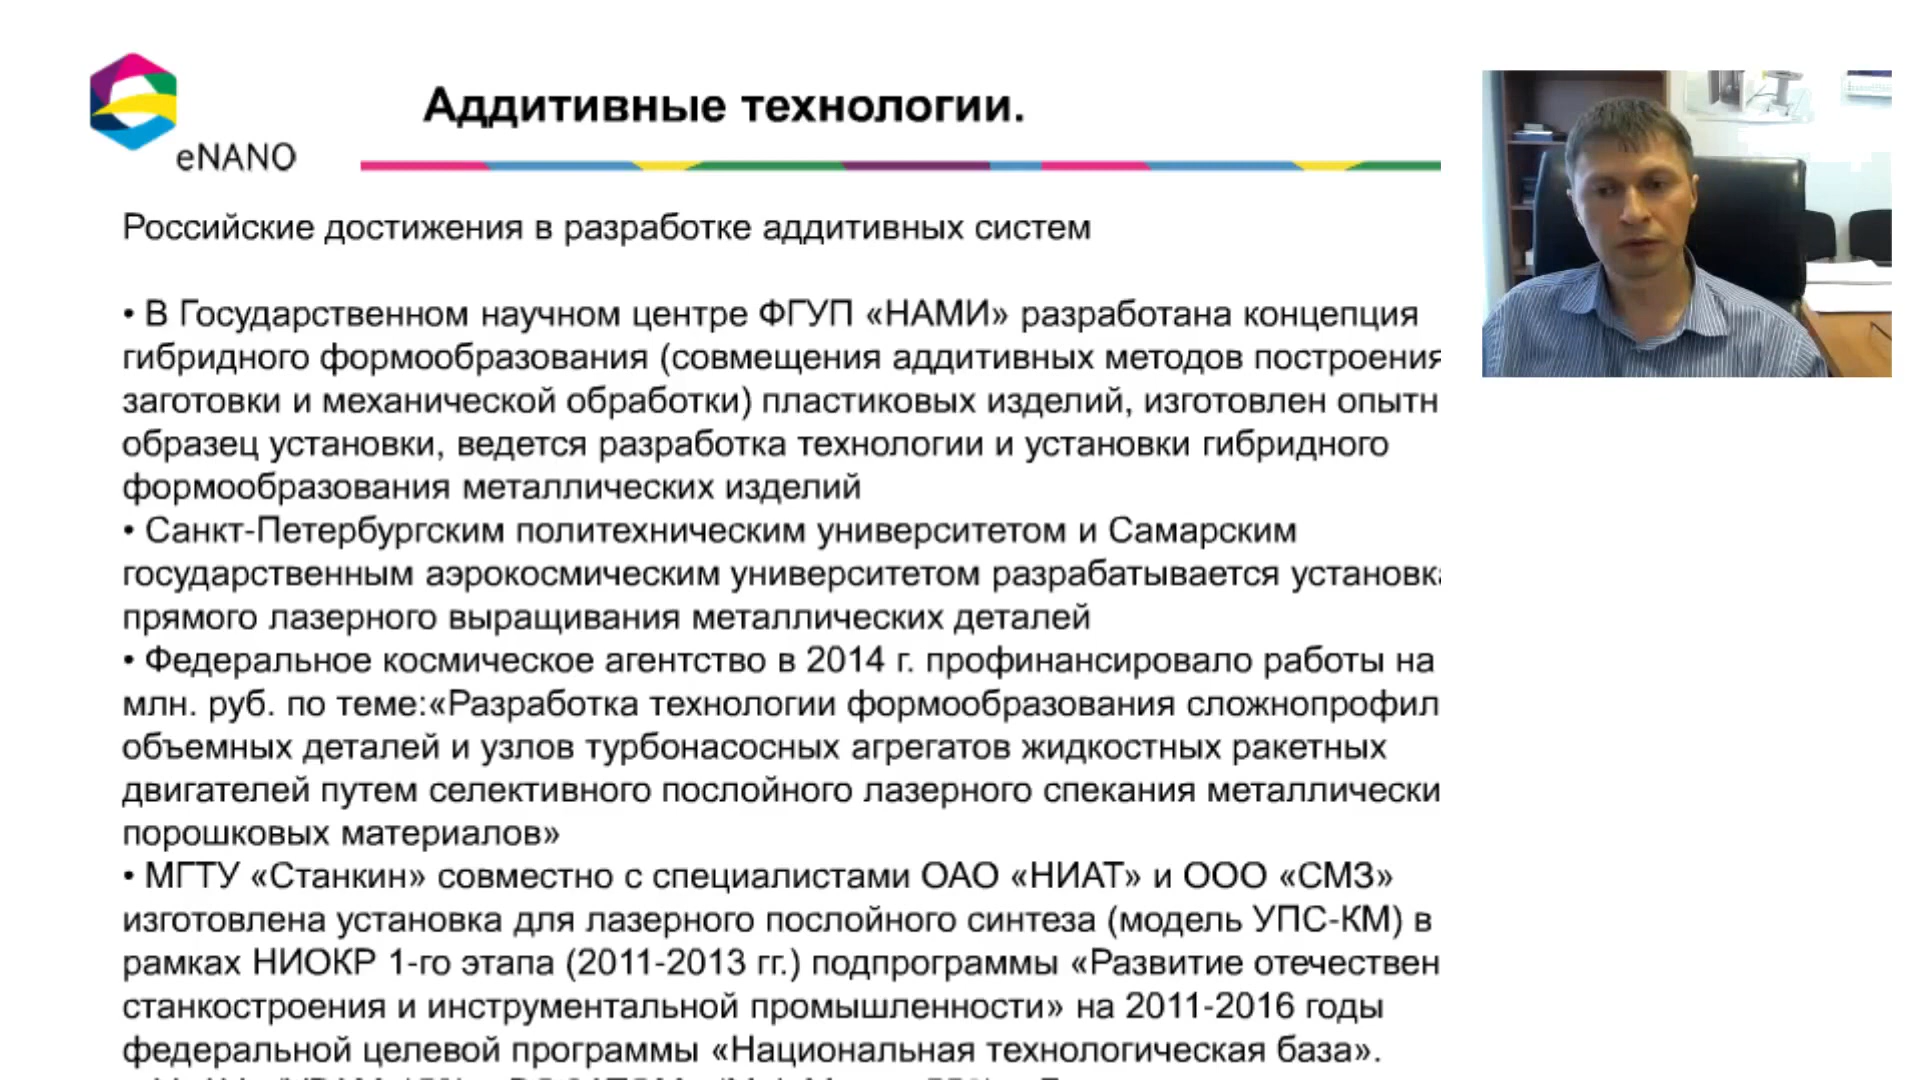 eNANO
Аддитивные технологии.
Российские достижения в разработке аддитивных систем
• В Государственном научном центре ФГУП «НАМИ» разработана концепция
гибридного формообразования (совмещения аддитивных методов построения
заготовки и механической обработки) пластиковых изделий, изготовлен опытн
образец установки, ведется разработка технологии и установки гибридного
формообразования металлических изделий
• Санкт-Петербургским политехническим университетом и Самарским
государственным аэрокосмическим университетом разрабатывается установка
прямого лазерного выращивания металлических деталей
• Федеральное космическое агентство в 2014 г. профинансировало работы на
млн. руб. по теме:«Разработка технологии формообразования сложнопрофил
объемных деталей и узлов турбонасосных агрегатов жидкостных ракетных
двигателей путем селективного послойного лазерного спекания металлически
порошковых материалов»
• МГТУ «Станкин» совместно с специалистами ОАО «НИАТ» и ООО «СМЗ»
изготовлена установка для лазерного послойного синтеза (модель УПС-КМ) в
рамках НИОКР 1-го этапа (2011-2013 гг.) подпрограммы «Развитие отечествен
станкостроения и инструментальной промышленности» на 2011-2016 годы
федеральной целевой программы «Национальная технологическая база».